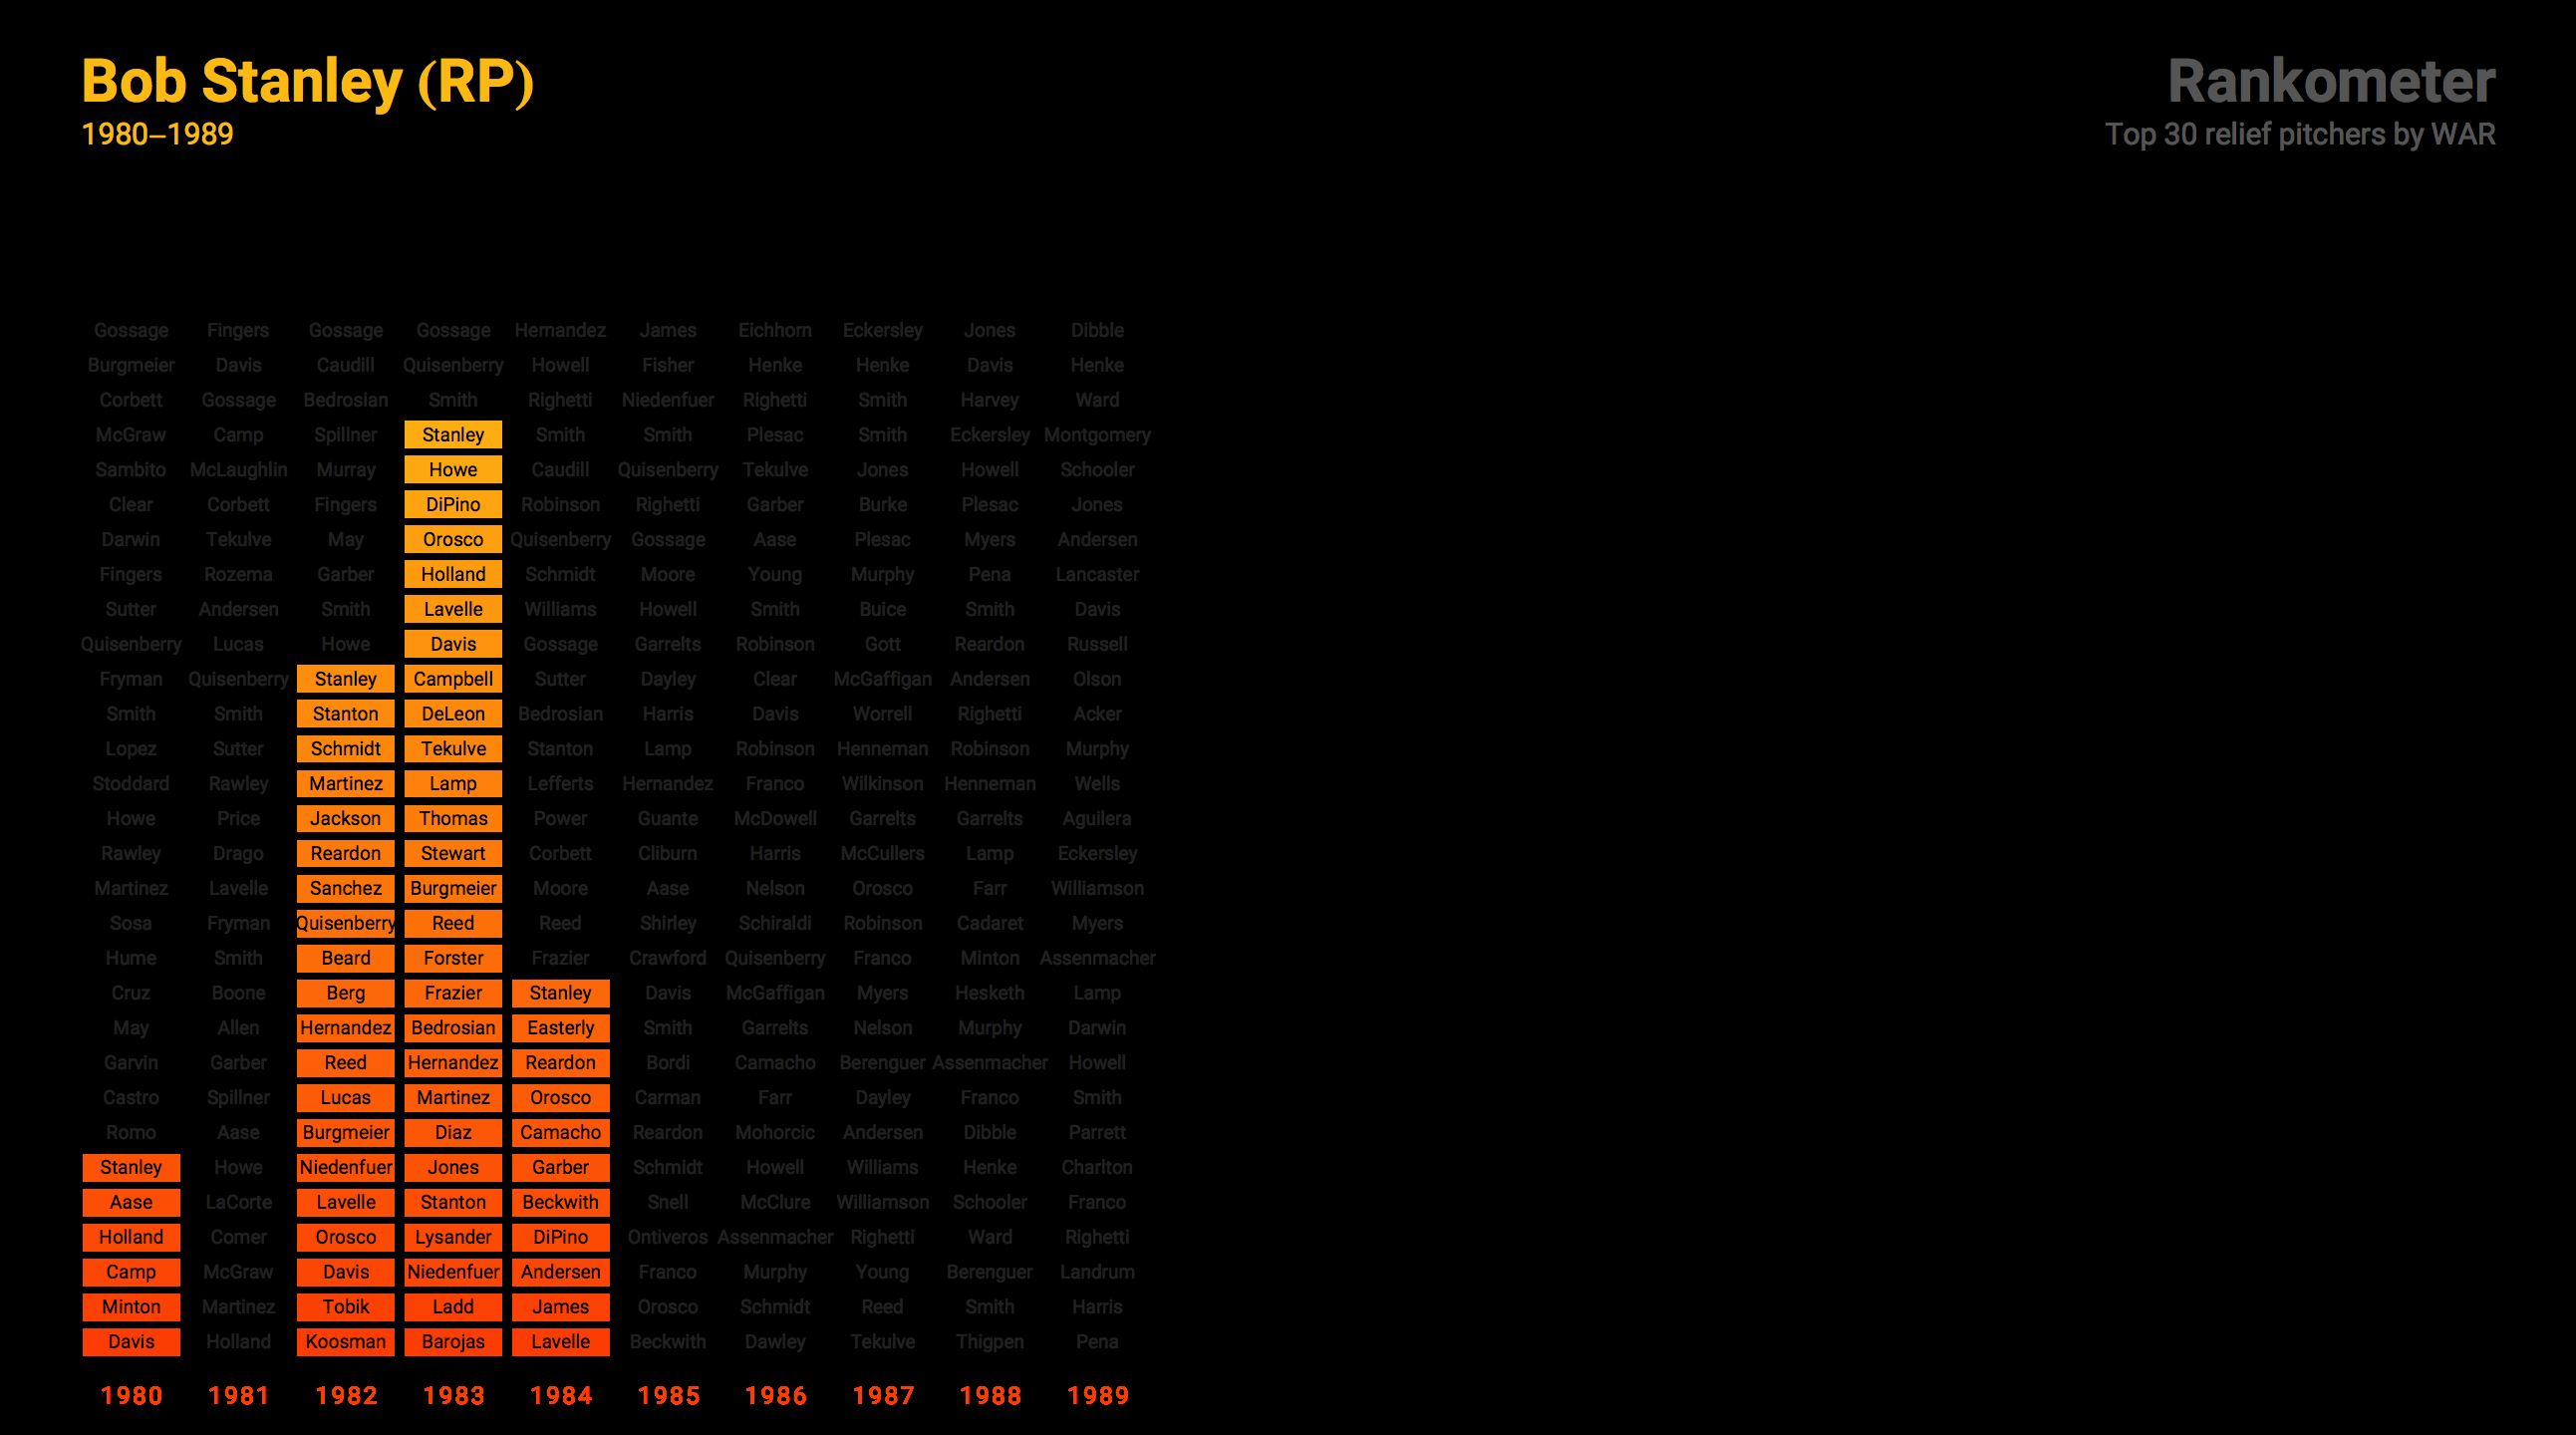 Bob Stanley (RP)
1980–1989
Rankometer
Top 30 relief pitchers by WAR
Gossage Fingers Gossage Gossage Hernandez James Eichhorn Eckersley Jones Dibble
Burgmeier Davis Caudill Quisenberry Howell Fisher Henke Henke Davis Henke
Corbett Gossage Bedrosian Smith Righetti Niedenfuer Righetti Smith Harvey Ward
McGraw Camp Spillner Stanley Smith Smith Plesac Smith Eckersley Montgomery
Sambito McLaughlin Murray Howe Caudill Quisenberry Tekulve Jones Howell Schooler
Clear Corbett Fingers DiPino Robinson Righetti Garber Burke Plesac Jones
Darwin Tekulve May Orosco Quisenberry Gossage Aase Plesac Myers Andersen
Fingers Rozema Garber Holland Schmidt Moore Young Murphy Pena Lancaster
Sutter Andersen Smith Lavelle Williams Howell Smith Buice Smith Davis
Quisenberry Lucas Howe Davis Gossage Garrelts Robinson Gott Reardon Russell
Fryman Quisenberry Stanley Campbell Sutter Dayley Clear McGaffigan Andersen Olson
Smith Smith Stanton DeLeon Bedrosian Harris Davis Worrell Righetti Acker
Lopez Sutter Schmidt Tekulve Stanton Lamp Robinson Henneman Robinson Murphy
Stoddard Rawley Martinez Lamp Lefferts Hernandez Franco Wilkinson Henneman Wells
Howe Price Jackson Thomas Power Guante McDowell Garrelts Garrelts Aguilera
Rawley Drago Reardon Stewart Corbett Cliburn Harris McCullers Lamp Eckersley
Martinez Lavelle Sanchez Burgmeier Moore Aase Nelson Orosco Farr Williamson
Sosa Fryman Quisenberry Reed Reed Shirley Schiraldi Robinson Cadaret Myers
Hume Smith Beard Forster Frazier Crawford Quisenberry Franco Minton Assenmacher
Cruz Boone Berg Frazier Stanley Davis McGaffigan Myers Hesketh Lamp
May Allen Hernandez Bedrosian Easterly Smith Garrelts Nelson Murphy Darwin
Garvin Garber Reed Hernandez Reardon Bordi Camacho Berenguer Assenmacher Howell
Castro Spillner Lucas Martinez Orosco Carman Farr Dayley Franco Smith
Romo Aase Burgmeier Diaz Camacho Reardon Mohorcic Andersen Dibble Parrett
Stanley Howe Niedenfuer Jones Garber Schmidt Howell Williams Henke Charlton
Aase LaCorte Lavelle Stanton Beckwith Snell McClure Williamson Schooler Franco
Holland Comer Orosco Lysander DiPino Ontiveros Assenmacher Righetti Ward Righetti
Camp McGraw Davis Niedenfuer Andersen Franco Murphy Young Berenguer Landrum
Minton Martinez Tobik Ladd James Orosco Schmidt Reed Smith Harris
Davis Holland Koosman Barojas Lavelle Beckwith Dawley Tekulve Thigpen Pena
1980 1981 1982 1983 1984 1985 1986 1987 1988 1989